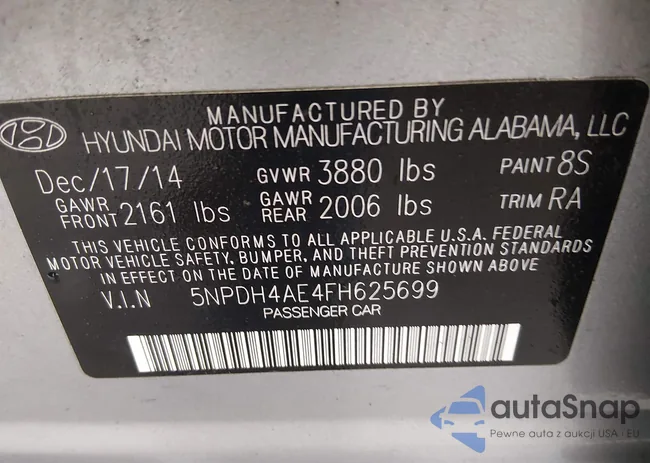 MANUFACTURED BY
HYUNDAI MOTOR MANUFACTURING ALABAMA, LLC
Dec/17/14 GVWR 3880 lbs PAINT 8S
GAWR FRONT 2161 lbs GAWR REAR 2006 lbs TRIM RA
THIS VEHICLE CONFORMS TO ALL APPLICABLE U.S.A. FEDERAL
MOTOR VEHICLE SAFETY, BUMPER, AND THEFT PREVENTION STANDARDS
IN EFFECT ON THE DATE OF MANUFACTURE SHOWN ABOVE.
V.I.N 5NPDH4AE4FH625699
PASSENGER CAR
autoSnap
Pewne auta z aukcji USA - EU